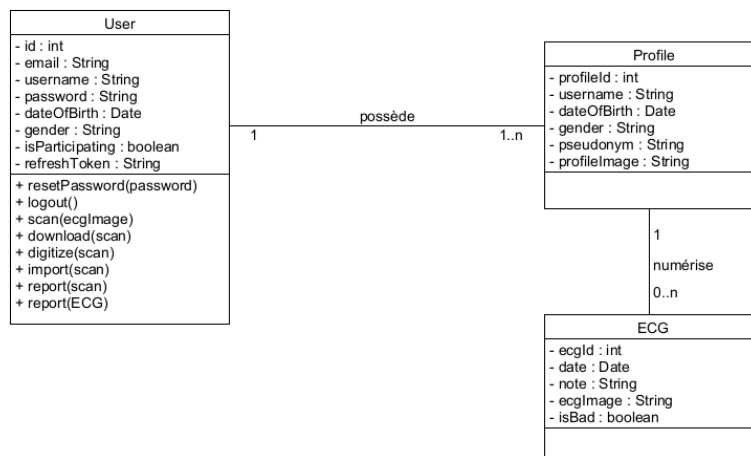 User
- id : int
- email : String
- username : String
- password : String
- dateOfBirth : Date
- gender : String
- isParticipating : boolean
- refreshToken : String
+ resetPassword(password)
+ logout()
+ scan(ecgImage)
+ download(scan)
+ digitize(scan)
+ import(scan)
+ report(scan)
+ report(ECG)
possède
1
1..n
Profile
- profileId : int
- username : String
- dateOfBirth : Date
- gender : String
- pseudonym : String
- profileImage : String
1
numérise
0..n
ECG
- ecgId : int
- date : Date
- note : String
- ecgImage : String
- isBad : boolean